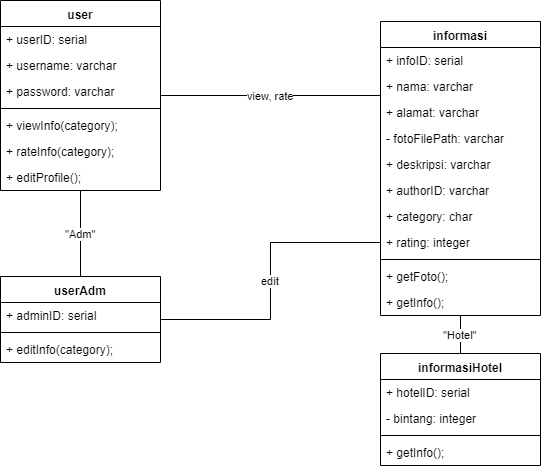 user
+ userID: serial
+ username: varchar
+ password: varchar
+ viewInfo(category);
+ rateInfo(category);
+ editProfile();
view, rate
informasi
+ infoID: serial
+ nama: varchar
+ alamat: varchar
- fotoFilePath: varchar
+ deskripsi: varchar
+ authorID: varchar
+ category: char
+ rating: integer
+ getFoto();
+ getInfo();
"Adm"
edit
userAdm
+ adminID: serial
+ editInfo(category);
"Hotel"
informasiHotel
+ hotelID: serial
- bintang: integer
+ getInfo();